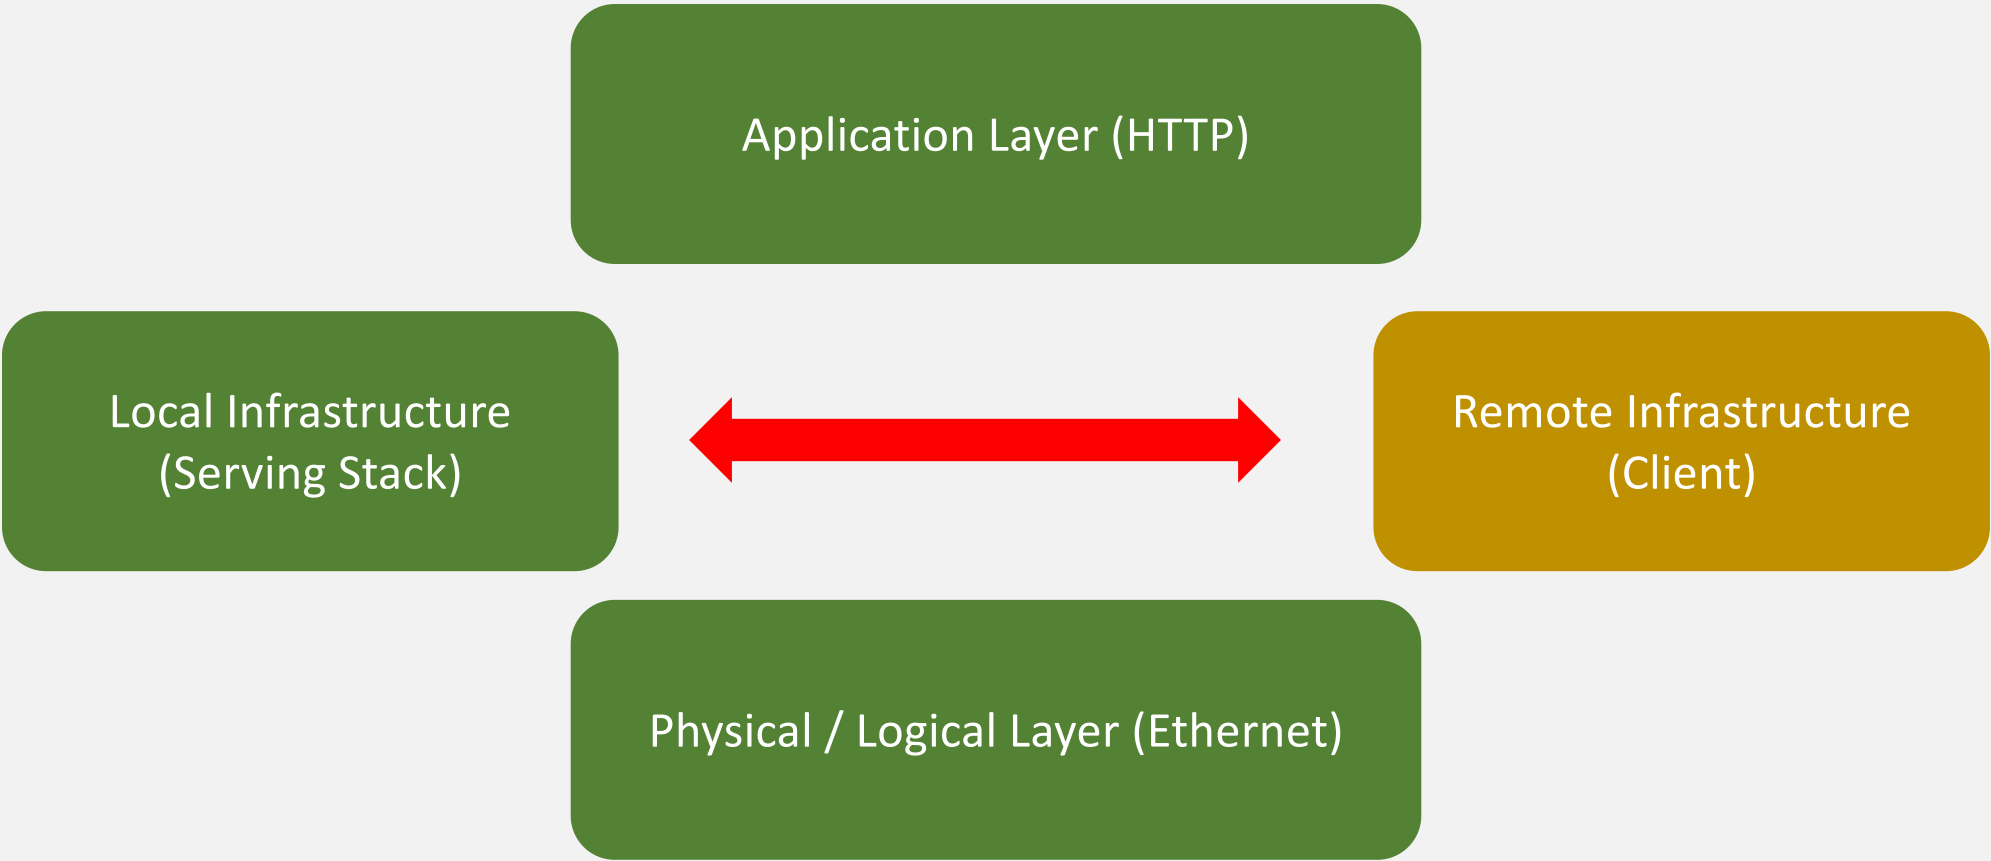 Application Layer (HTTP)
Local Infrastructure
(Serving Stack)
Remote Infrastructure
(Client)
Physical / Logical Layer (Ethernet)